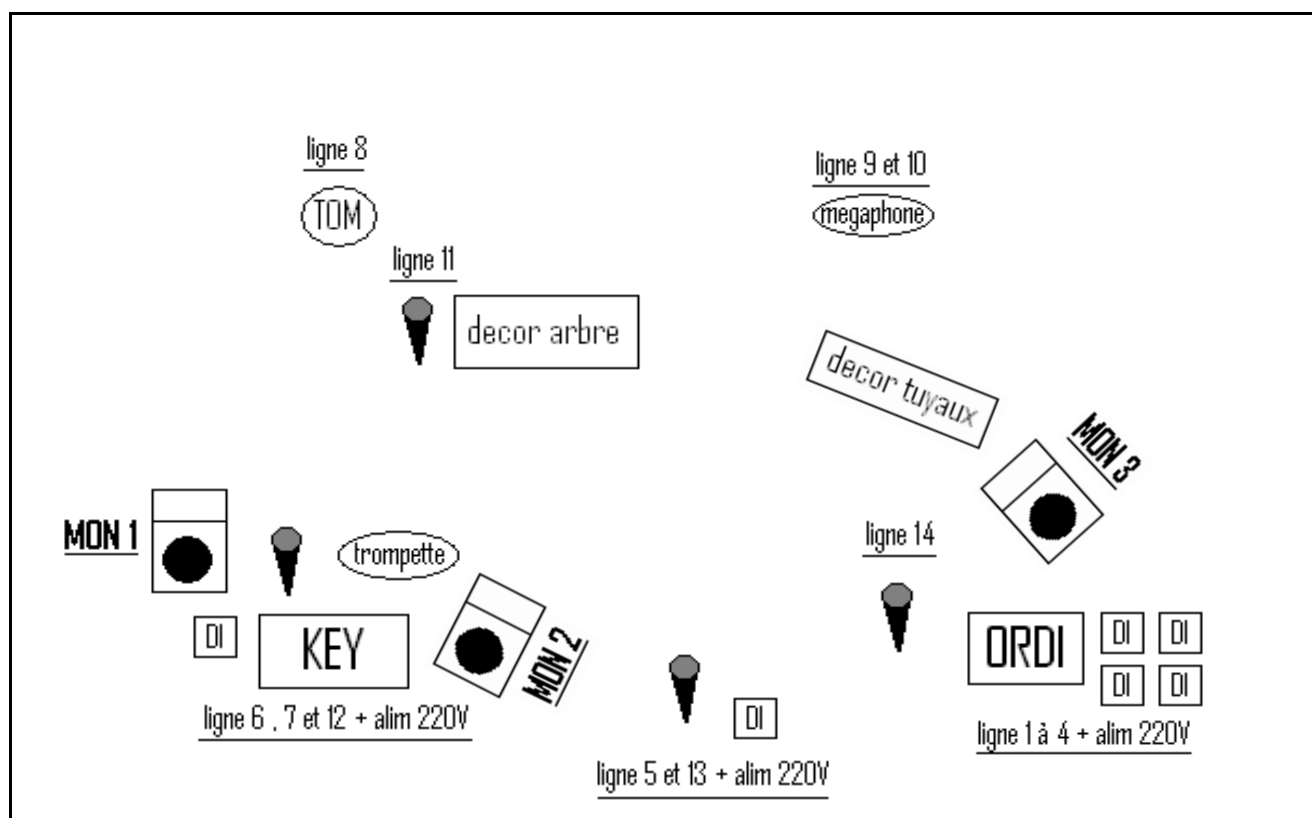 ligne 8
TOM
ligne 9 et 10
megaphone
ligne 11
decor arbre
decor tuyaux
MON 3
MON 1
trompette
ligne 14
DI
KEY
MON 2
ligne 6 , 7 et 12 + alim 220V
DI
ligne 5 et 13 + alim 220V
ORDI
DI DI
DI DI
ligne 1 à 4 + alim 220V